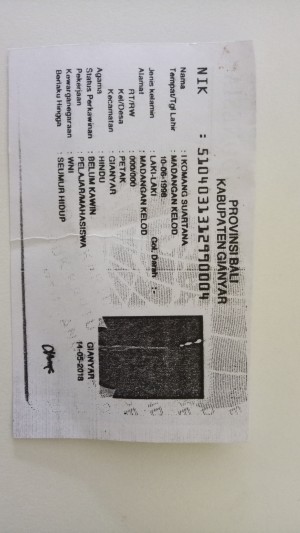 PROVINSI BALI
KABUPATEN GIANYAR
NIK : 5104031312990004
Nama : I KOMANG SUARTANA
Tempat/Tgl Lahir : MADANGAN KELOD
10-06-1998
Jenis kelamin : LAKI-LAKI Gol. Darah : -
Alamat : MADANGAN KELOD
RT/RW : 000/000
Kel/Desa : PETAK
Kecamatan : GIANYAR
Agama : HINDU
Status Perkawinan : BELUM KAWIN
Pekerjaan : PELAJAR/MAHASISWA
Kewarganegaraan : WNI
Berlaku Hingga : SEUMUR HIDUP
GIANYAR
14-05-2018